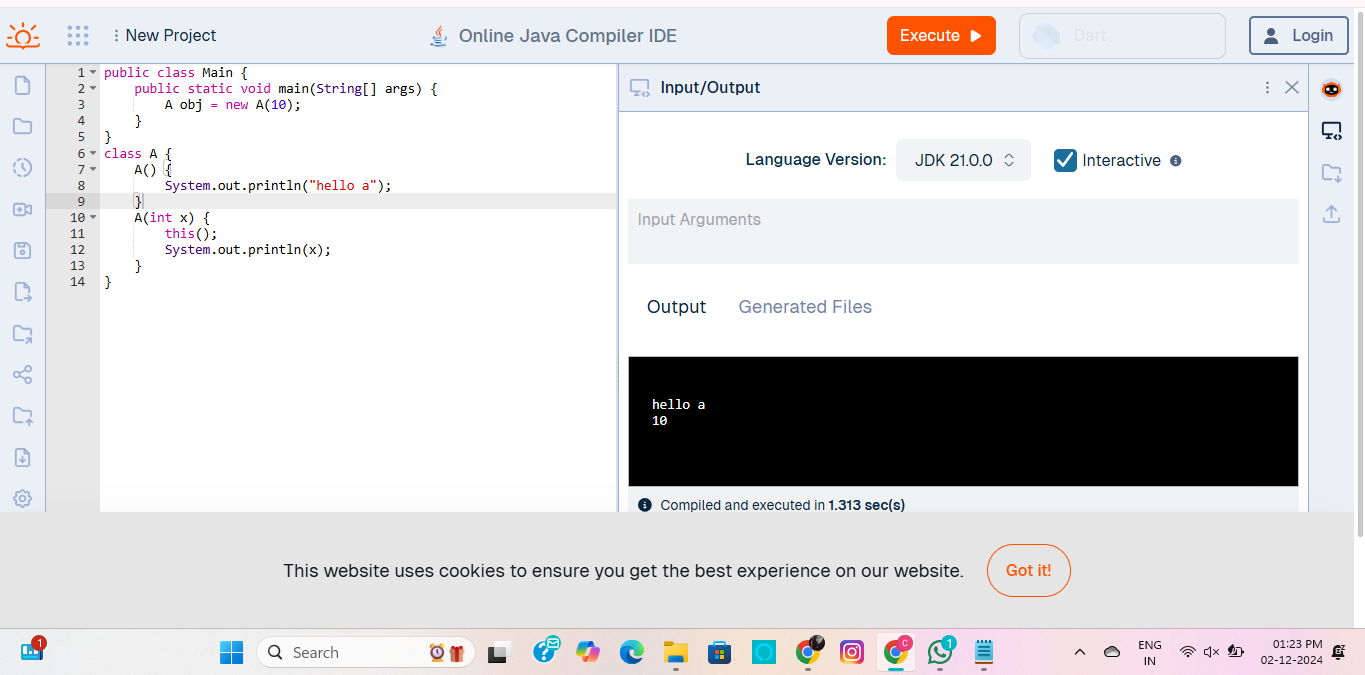 New Project
Online Java Compiler IDE
Execute
Dart
Login
1 public class Main {
2     public static void main(String[] args) {
3         A obj = new A(10);
4     }
5 }
6 class A {
7     A() {
8         System.out.println("hello a");
9     }
10     A(int x) {
11         this();
12         System.out.println(x);
13     }
14 }
Input/Output
Language Version: JDK 21.0.0 Interactive
Input Arguments
Output Generated Files
hello a
10
Compiled and executed in 1.313 sec(s)
This website uses cookies to ensure you get the best experience on our website. Got it!
1
Search
C
1
ENG
IN
01:23 PM
02-12-2024